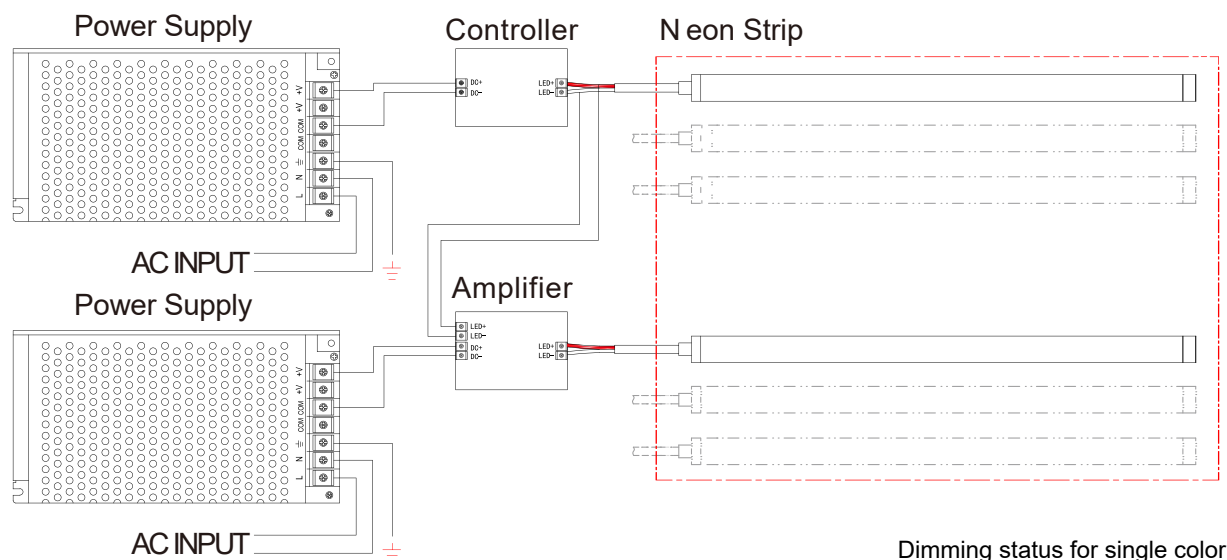 Power Supply
Controller
N eon Strip
+V
+V
COM
COM
N
L
DC+
DC-
LED+
LED-
AC INPUT
Power Supply
Amplifier
+V
+V
COM
COM
N
L
LED+
LED-
DC+
DC-
LED+
LED-
AC INPUT
Dimming status for single color